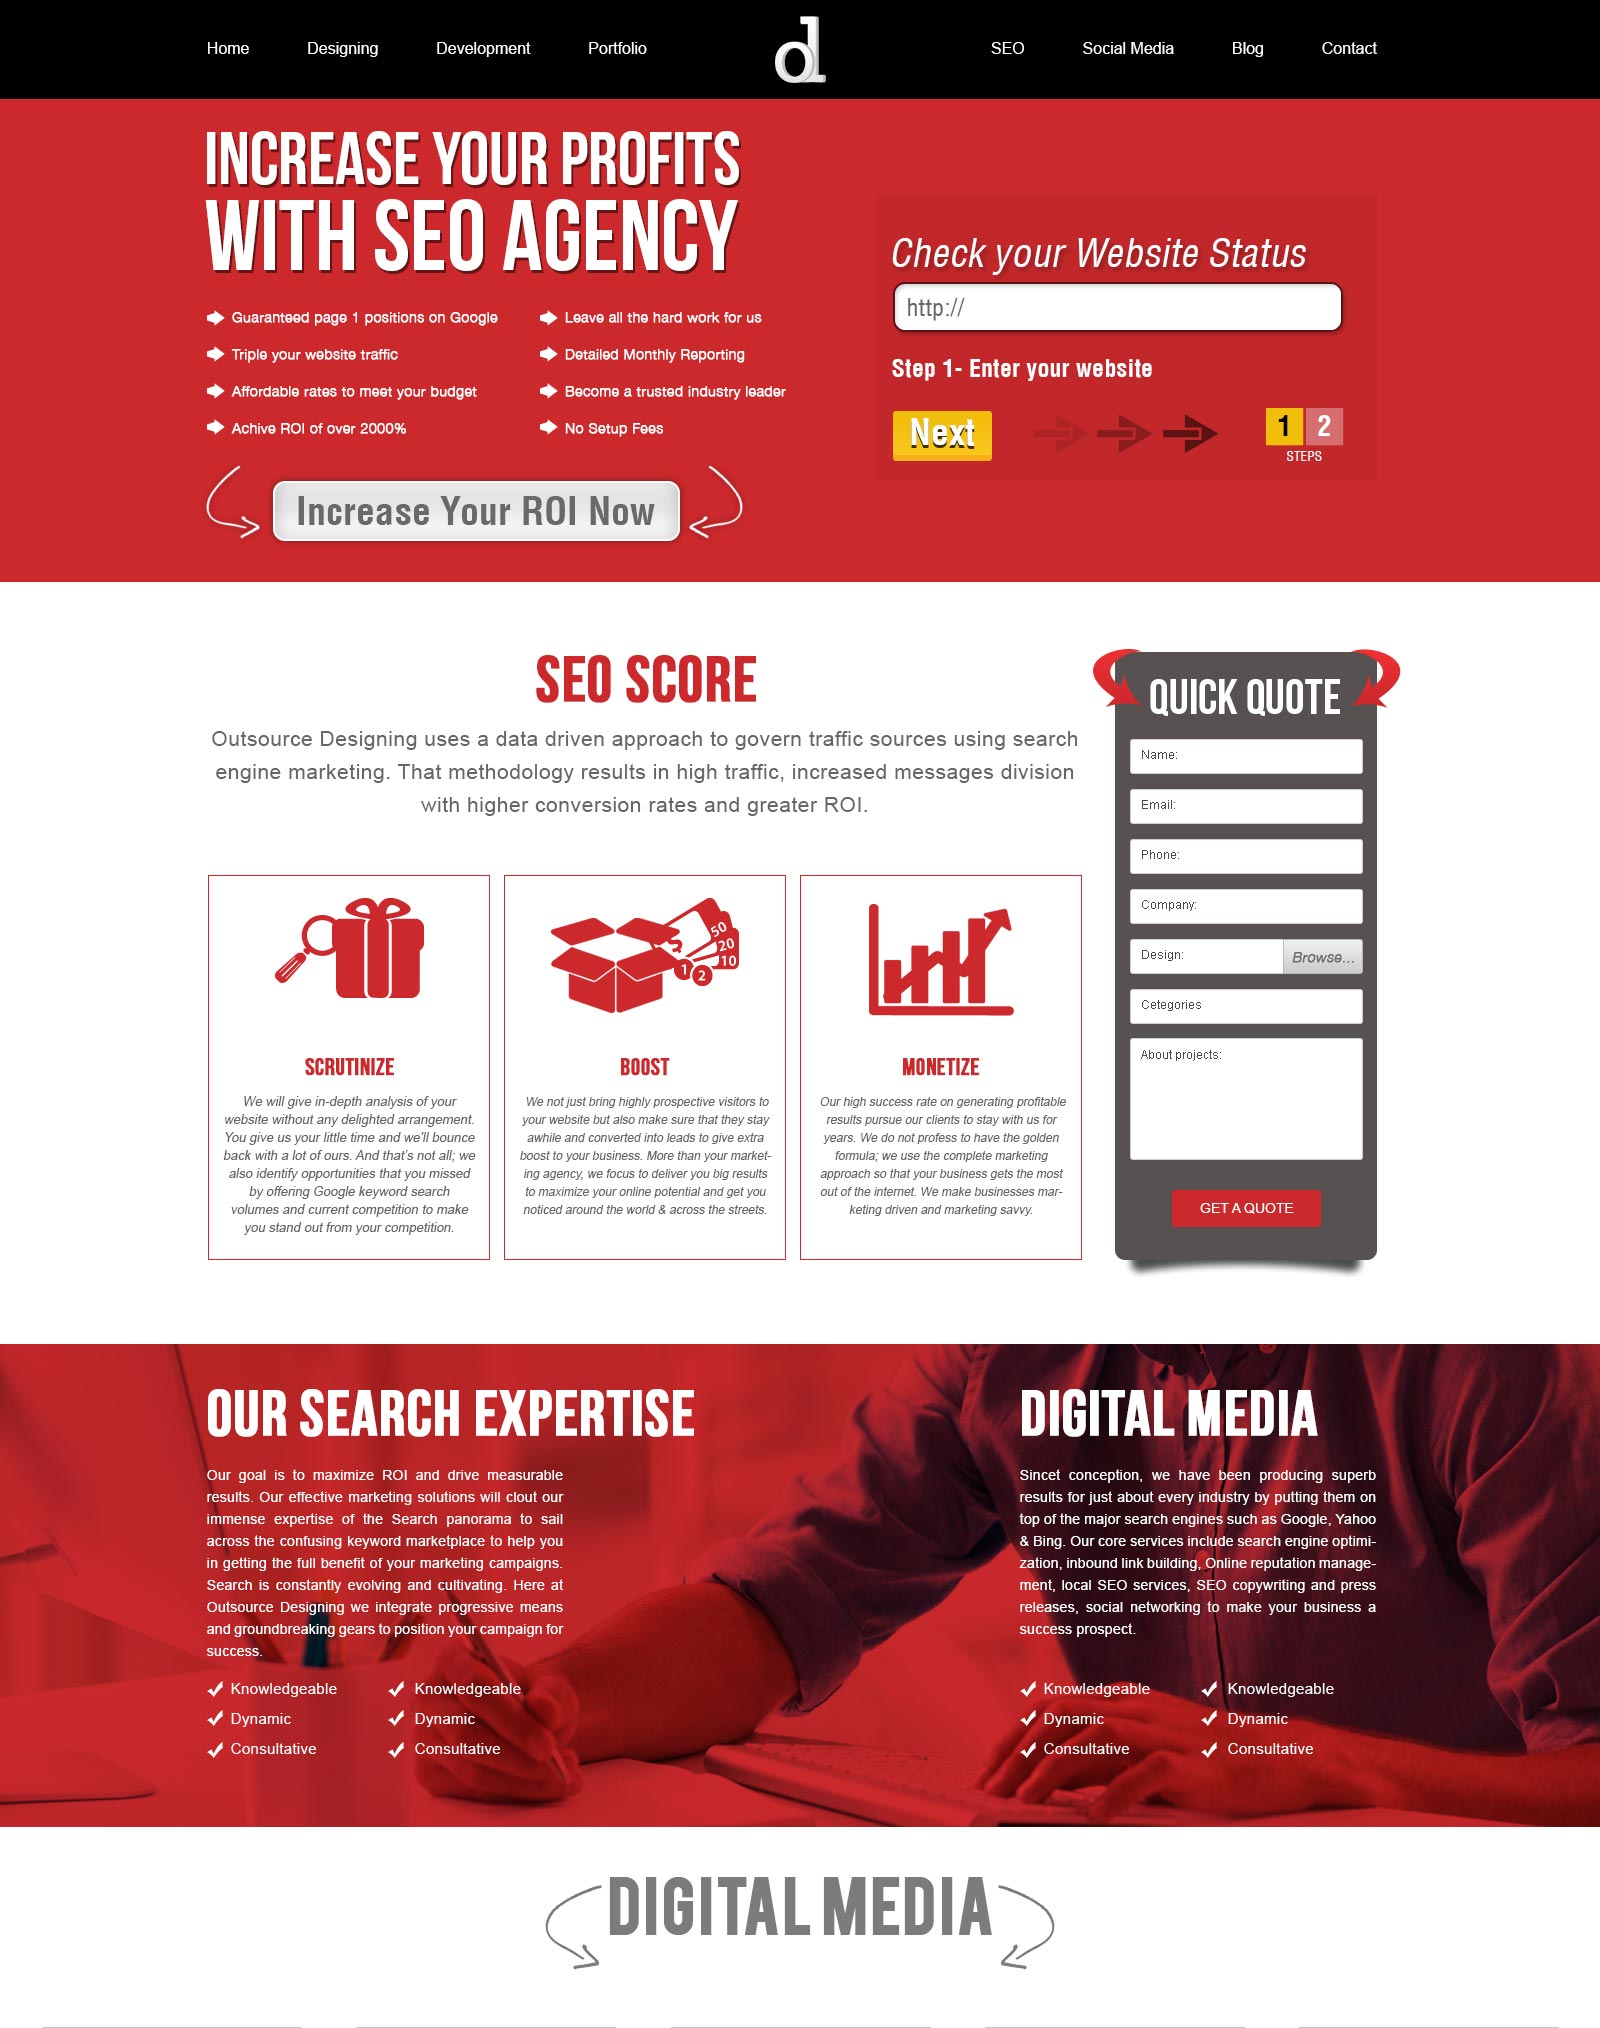 Home Designing Development Portfolio d SEO Social Media Blog Contact
INCREASE YOUR PROFITS
WITH SEO AGENCY
Guaranteed page 1 positions on Google
Triple your website traffic
Affordable rates to meet your budget
Achive ROI of over 2000%
Leave all the hard work for us
Detailed Monthly Reporting
Become a trusted industry leader
No Setup Fees
Increase Your ROI Now
Check your Website Status
http://
Step 1- Enter your website
Next
1 2
STEPS
SEO SCORE
Outsource Designing uses a data driven approach to govern traffic sources using search
engine marketing. That methodology results in high traffic, increased messages division
with higher conversion rates and greater ROI.
$ 50
20
10
1 2
SCRUTINIZE
We will give in-depth analysis of your
website without any delighted arrangement.
You give us your little time and we'll bounce
back with a lot of ours. And that's not all; we
also identify opportunities that you missed
by offering Google keyword search
volumes and current competition to make
you stand out from your competition.
BOOST
We not just bring highly prospective visitors to
your website but also make sure that they stay
awhile and converted into leads to give extra
boost to your business. More than your market-
ing agency, we focus to deliver you big results
to maximize your online potential and get you
noticed around the world & across the streets.
MONETIZE
Our high success rate on generating profitable
results pursue our clients to stay with us for
years. We do not profess to have the golden
formula; we use the complete marketing
approach so that your business gets the most
out of the internet. We make businesses mar-
keting driven and marketing savvy.
QUICK QUOTE
Name:
Email:
Phone:
Company:
Design: Browse...
Cetegories
About projects:
GET A QUOTE
OUR SEARCH EXPERTISE
Our goal is to maximize ROI and drive measurable
results. Our effective marketing solutions will clout our
immense expertise of the Search panorama to sail
across the confusing keyword marketplace to help you
in getting the full benefit of your marketing campaigns.
Search is constantly evolving and cultivating. Here at
Outsource Designing we integrate progressive means
and groundbreaking gears to position your campaign for
success.
Knowledgeable Knowledgeable
Dynamic Dynamic
Consultative Consultative
DIGITAL MEDIA
Sincet conception, we have been producing superb
results for just about every industry by putting them on
top of the major search engines such as Google, Yahoo
& Bing. Our core services include search engine optimi-
zation, inbound link building, Online reputation manage-
ment, local SEO services, SEO copywriting and press
releases, social networking to make your business a
success prospect.
Knowledgeable Knowledgeable
Dynamic Dynamic
Consultative Consultative
DIGITAL MEDIA